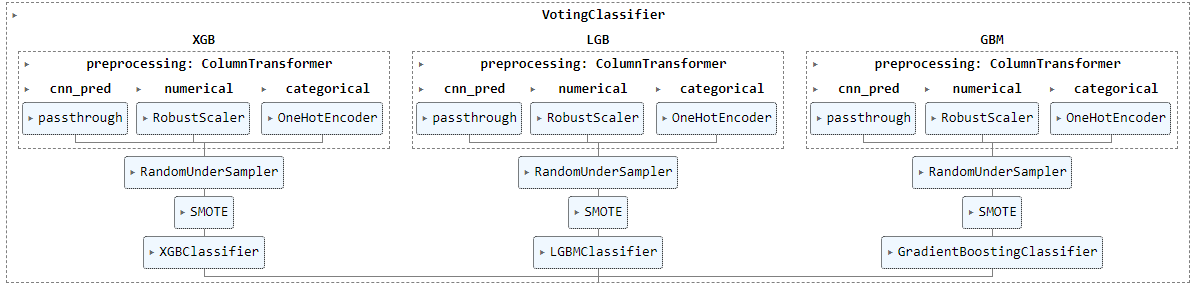 VotingClassifier
XGB LGB GBM
preprocessing: ColumnTransformer preprocessing: ColumnTransformer preprocessing: ColumnTransformer
cnn_pred numerical categorical cnn_pred numerical categorical cnn_pred numerical categorical
passthrough RobustScaler OneHotEncoder passthrough RobustScaler OneHotEncoder passthrough RobustScaler OneHotEncoder
RandomUnderSampler RandomUnderSampler RandomUnderSampler
SMOTE SMOTE SMOTE
XGBClassifier LGBMClassifier GradientBoostingClassifier